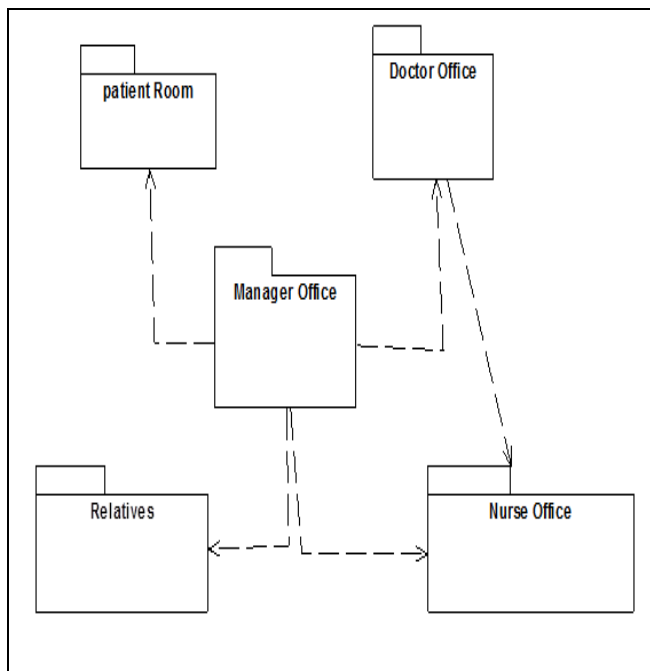 patient Room
Doctor Office
Manager Office
Relatives
Nurse Office